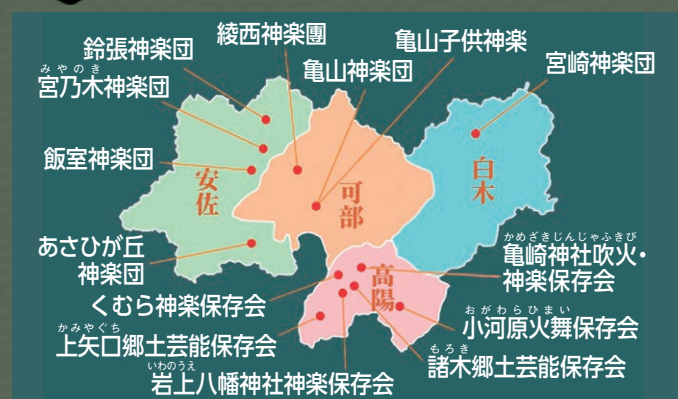 綾西神楽團
亀山子供神楽
鈴張神楽団
亀山神楽団
宮崎神楽団
みやのき
宮乃木神楽団
飯室神楽団
安佐
可部
白木
あさひが丘
神楽団
かめざきじんじゃふきび
亀崎神社吹火・
神楽保存会
高陽
くむら神楽保存会
おがわらひまい
小河原火舞保存会
かみやぐち
上矢口郷土芸能保存会
もろき
諸木郷土芸能保存会
いわのうえ
岩上八幡神社神楽保存会